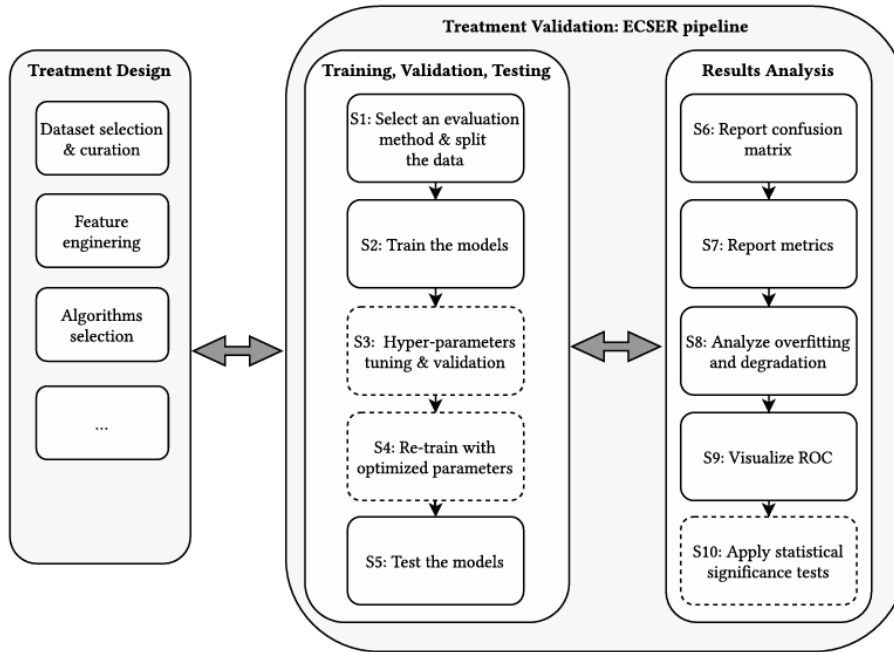 Treatment Validation: ECSER pipeline
Treatment Design
Dataset selection
& curation
Feature
enginering
Algorithms
selection
...
Training, Validation, Testing
S1: Select an evaluation
method & split
the data
S2: Train the models
S3:  Hyper-parameters
tuning & validation
S4: Re-train with
optimized parameters
S5: Test the models
Results Analysis
S6: Report confusion
matrix
S7: Report metrics
S8: Analyze overfitting
and degradation
S9: Visualize ROC
S10: Apply statistical
significance tests